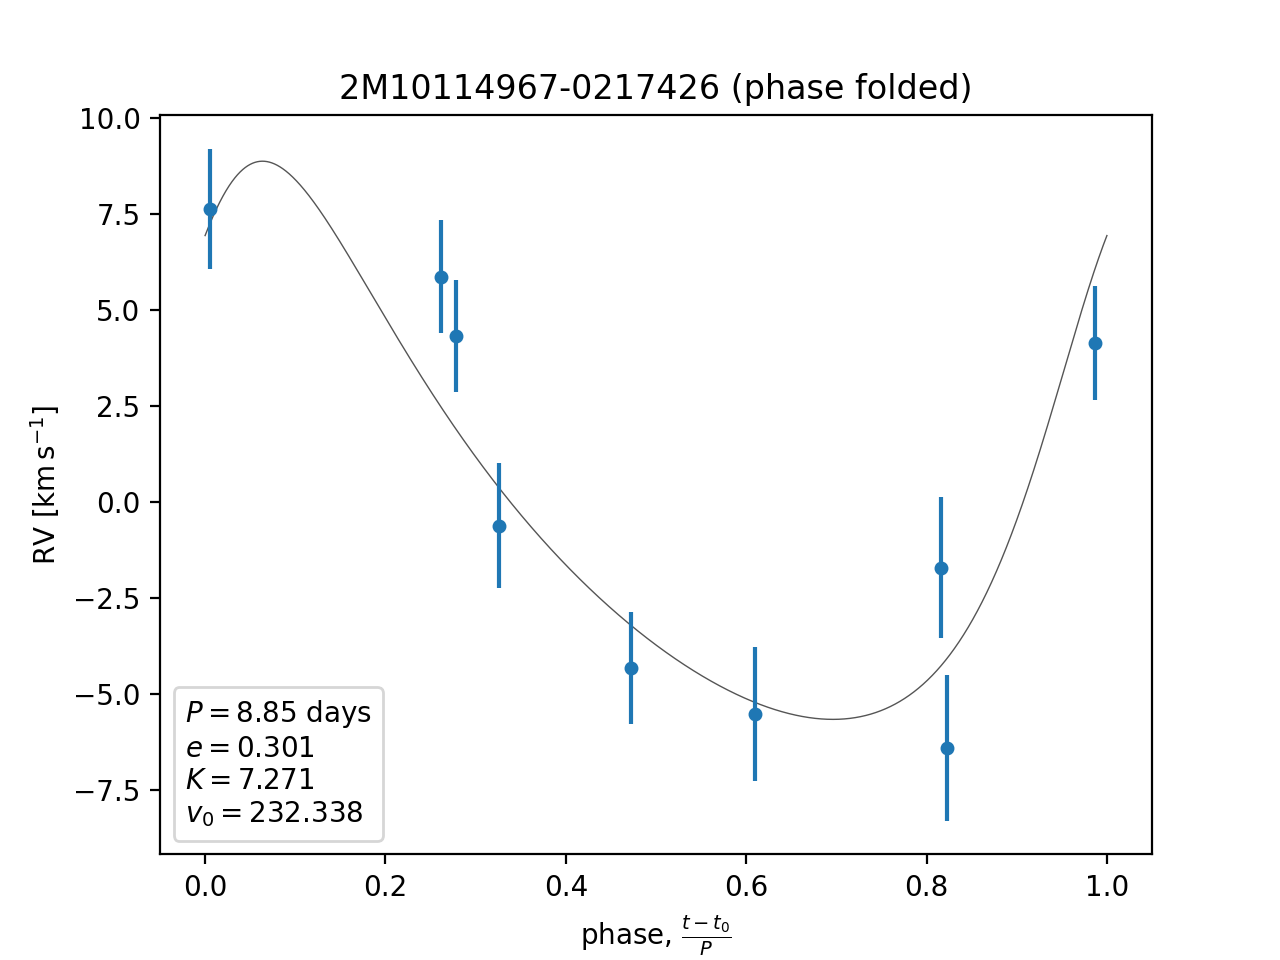 2M10114967-0217426 (phase folded)
10.0
7.5
5.0
2.5
0.0
−2.5
−5.0
−7.5
RV [km s⁻¹]
P = 8.85 days
e = 0.301
K = 7.271
v₀ = 232.338
0.0 0.2 0.4 0.6 0.8 1.0
phase, (t − t₀)/P